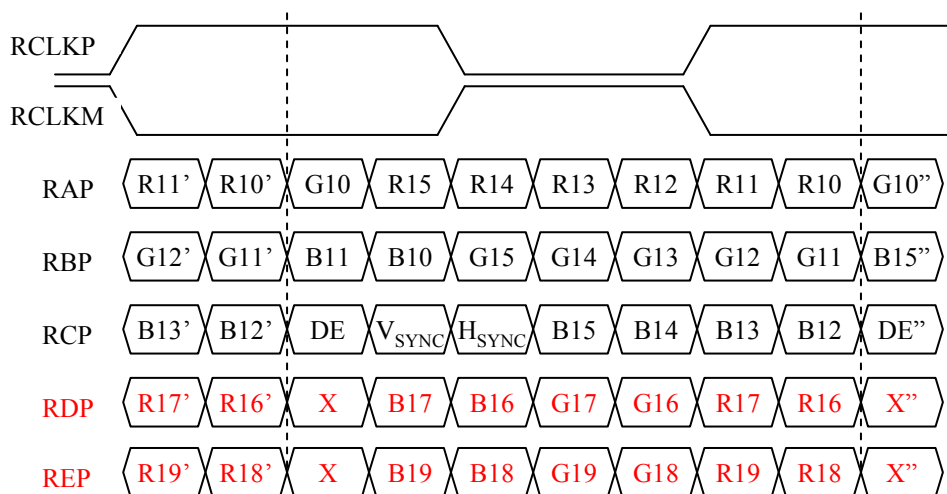 RCLKP
RCLKM
RAP R11’ R10’ G10 R15 R14 R13 R12 R11 R10 G10”
RBP G12’ G11’ B11 B10 G15 G14 G13 G12 G11 B15”
RCP B13’ B12’ DE VSYNC HSYNC B15 B14 B13 B12 DE”
RDP R17’ R16’ X B17 B16 G17 G16 R17 R16 X”
REP R19’ R18’ X B19 B18 G19 G18 R19 R18 X”